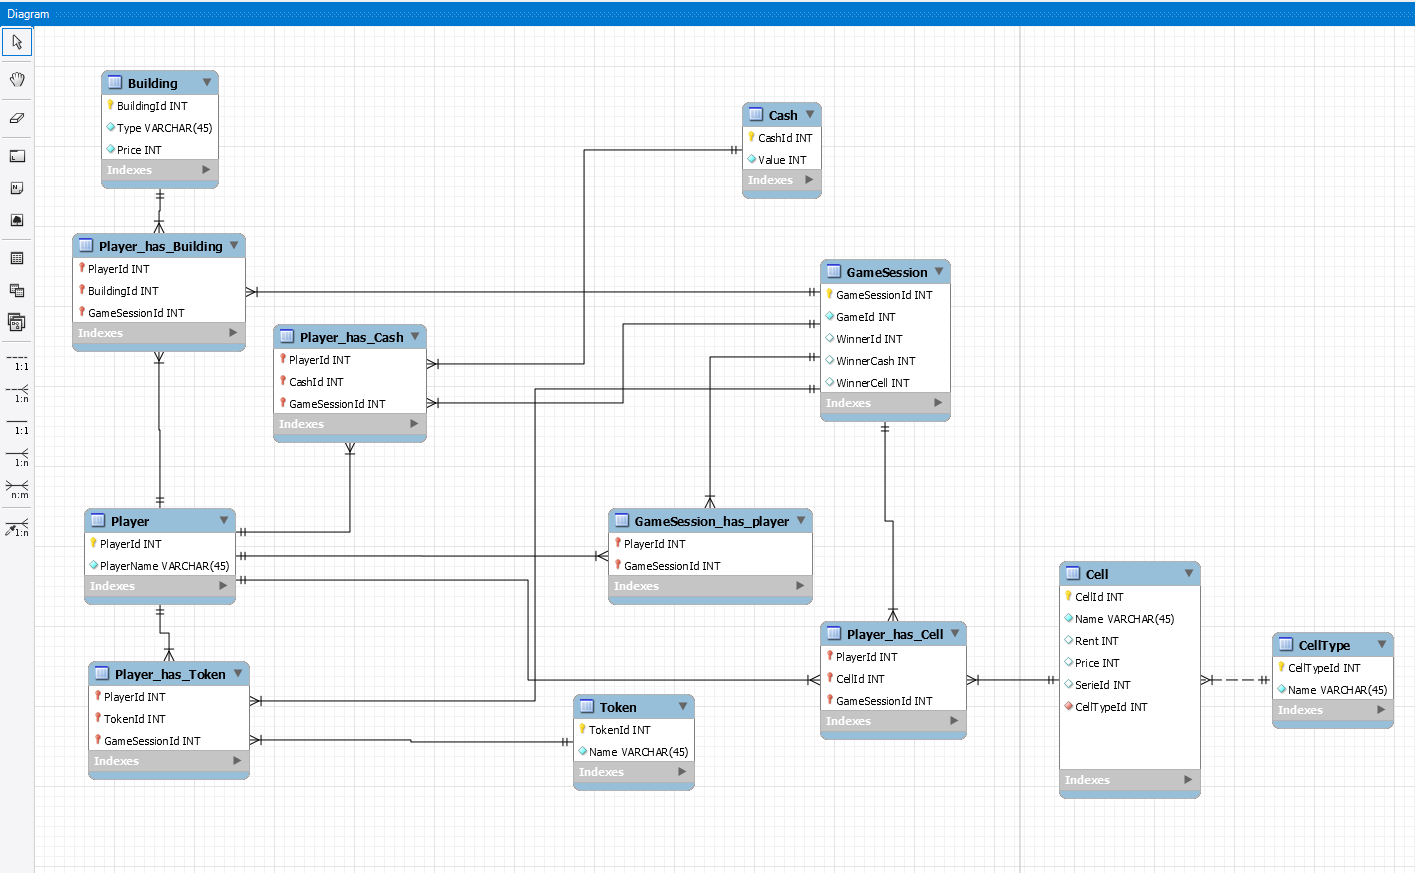 Diagram
1:1
1:n
1:1
1:n
n:m
1:n
Building
BuildingId INT
Type VARCHAR(45)
Price INT
Indexes
Cash
CashId INT
Value INT
Indexes
Player_has_Building
PlayerId INT
BuildingId INT
GameSessionId INT
Indexes
GameSession
GameSessionId INT
GameId INT
WinnerId INT
WinnerCash INT
WinnerCell INT
Indexes
Player_has_Cash
PlayerId INT
CashId INT
GameSessionId INT
Indexes
Player
PlayerId INT
PlayerName VARCHAR(45)
Indexes
GameSession_has_player
PlayerId INT
GameSessionId INT
Indexes
Cell
CellId INT
Name VARCHAR(45)
Rent INT
Price INT
SerieId INT
CellTypeId INT
Indexes
Player_has_Cell
PlayerId INT
CellId INT
GameSessionId INT
Indexes
CellType
CellTypeId INT
Name VARCHAR(45)
Indexes
Player_has_Token
PlayerId INT
TokenId INT
GameSessionId INT
Indexes
Token
TokenId INT
Name VARCHAR(45)
Indexes